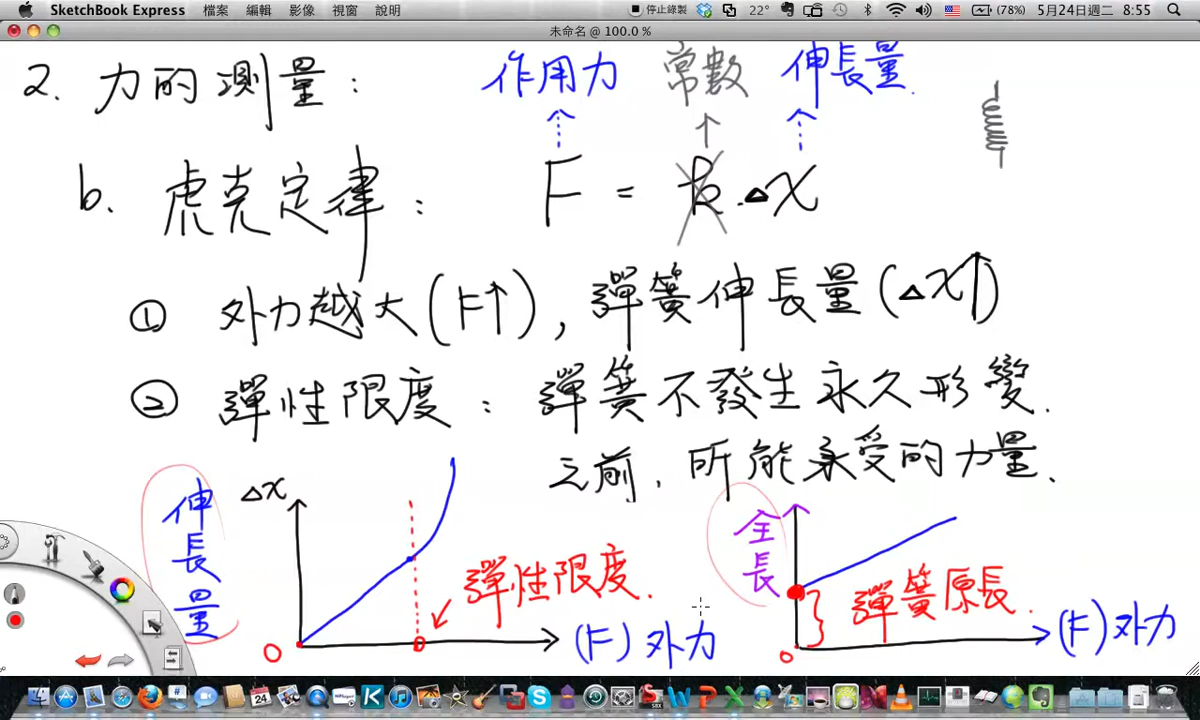 SketchBook Express 檔案 編輯 影像 視窗 說明 停止錄製 22° (78%) 5月24日週二 8:55
未命名 @ 100.0 %
作用力 常數 伸長量.
2. 力的測量:
b. 虎克定律: F = k.△X
① 外力越大(F↑), 彈簧伸長量(△X↑)
② 彈性限度: 彈簧不發生永久形變.
之前, 所能承受的力量.
伸長量
△x
彈性限度.
0
(F) 外力
全長
彈簧原長.
0
(F) 外力